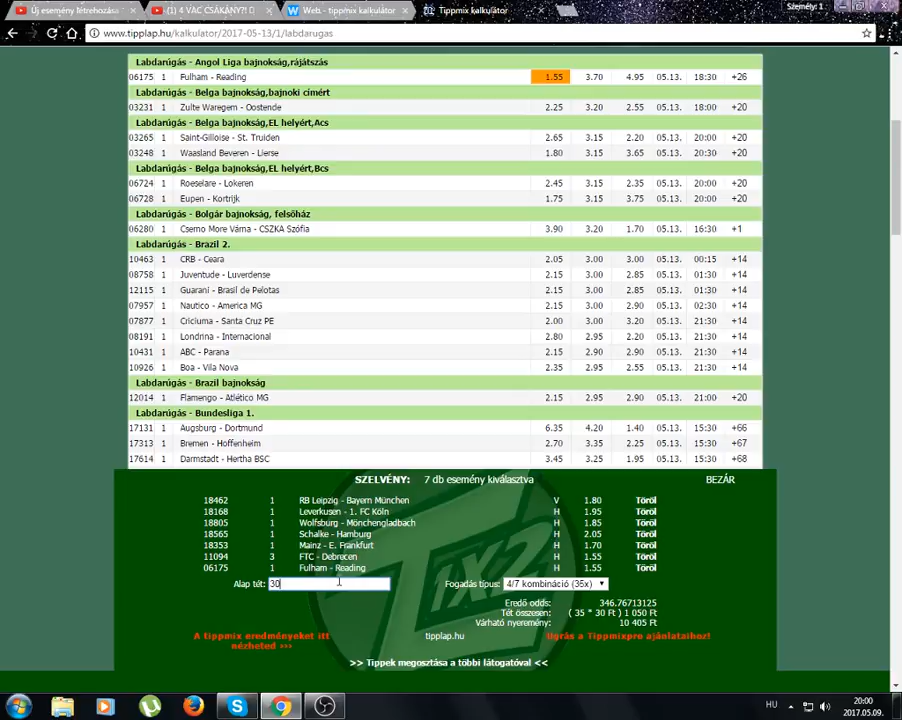 Új esemény létrehozása
(1) 4 VAC CSÁKÁNY?! D
Web. - tippmix kalkulátor
Tippmix kalkulátor
Személy: 1
www.tipplap.hu/kalkulator/2017-05-13/1/labdarugas
Labdarúgás - Angol Liga bajnokság,rájátszás
06175 1 Fulham - Reading 1.55 3.70 4.95 05.13. 18:30 +26
Labdarúgás - Belga bajnokság,bajnoki címért
03231 1 Zulte Waregem - Oostende 2.25 3.20 2.55 05.13. 18:00 +20
Labdarúgás - Belga bajnokság,EL helyért,Acs
03265 1 Saint-Gilloise - St. Truiden 2.65 3.15 2.20 05.13. 20:00 +20
03248 1 Waasland Beveren - Lierse 1.80 3.15 3.65 05.13. 20:30 +20
Labdarúgás - Belga bajnokság,EL helyért,Bcs
06724 1 Roeselare - Lokeren 2.45 3.15 2.35 05.13. 20:00 +20
06728 1 Eupen - Kortrijk 1.75 3.15 3.75 05.13. 20:00 +20
Labdarúgás - Bolgár bajnokság, felsőház
06280 1 Cserno More Várna - CSZKA Szófia 3.90 3.20 1.70 05.13. 16:30 +1
Labdarúgás - Brazil 2.
10463 1 CRB - Ceara 2.05 3.00 3.00 05.13. 00:15 +14
08758 1 Juventude - Luverdense 2.15 3.00 2.85 05.13. 01:30 +14
12115 1 Guarani - Brasil de Pelotas 2.15 3.00 2.85 05.13. 01:30 +14
07957 1 Nautico - America MG 2.15 3.00 2.90 05.13. 02:30 +14
07877 1 Criciuma - Santa Cruz PE 2.00 3.00 3.20 05.13. 21:30 +14
08191 1 Londrina - Internacional 2.80 2.95 2.20 05.13. 21:30 +14
10431 1 ABC - Parana 2.15 2.90 2.90 05.13. 21:30 +14
10926 1 Boa - Vila Nova 2.35 2.95 2.55 05.13. 21:30 +14
Labdarúgás - Brazil bajnokság
12014 1 Flamengo - Atlético MG 2.15 2.95 2.90 05.13. 21:00 +20
Labdarúgás - Bundesliga 1.
17131 1 Augsburg - Dortmund 6.35 4.20 1.40 05.13. 15:30 +66
17313 1 Bremen - Hoffenheim 2.70 3.35 2.25 05.13. 15:30 +67
17614 1 Darmstadt - Hertha BSC 3.45 3.25 1.95 05.13. 15:30 +68
SZELVÉNY: 7 db esemény kiválasztva BEZÁR
18462 1 RB Leipzig - Bayern München V 1.80 Töröl
18168 1 Leverkusen - 1. FC Köln H 1.95 Töröl
18805 1 Wolfsburg - Mönchengladbach H 1.85 Töröl
18565 1 Schalke - Hamburg H 2.05 Töröl
18353 1 Mainz - E. Frankfurt H 1.70 Töröl
11094 3 FTC - Debrecen H 1.55 Töröl
06175 1 Fulham - Reading H 1.55 Töröl
Alap tét: 30 Fogadás típus: 4/7 kombináció (35x)
Eredő odds: 346.76713125
Tét összesen: ( 35 * 30 Ft ) 1 050 Ft
Várható nyeremény: 10 405 Ft
A tippmix eredményeket itt nézheted >>>
tipplap.hu
Ugrás a Tippmixpro ajánlataihoz!
>> Tippek megosztása a többi látogatóval <<
TIX2
HU
20:00
2017.05.09.